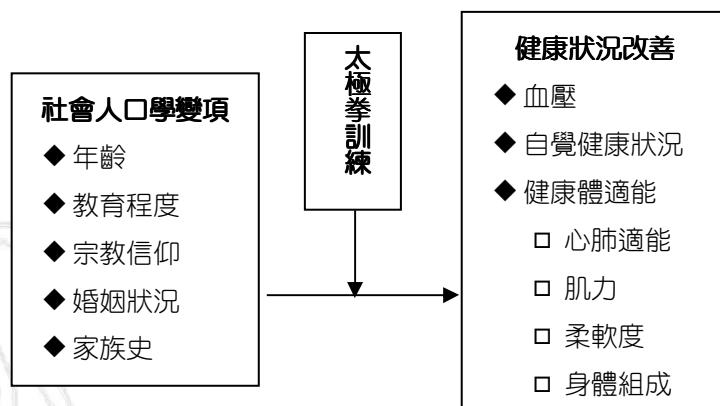 社會人口學變項
◆ 年齡
◆ 教育程度
◆ 宗教信仰
◆ 婚姻狀況
◆ 家族史
太極拳訓練
健康狀況改善
◆ 血壓
◆ 自覺健康狀況
◆ 健康體適能
□ 心肺適能
□ 肌力
□ 柔軟度
□ 身體組成